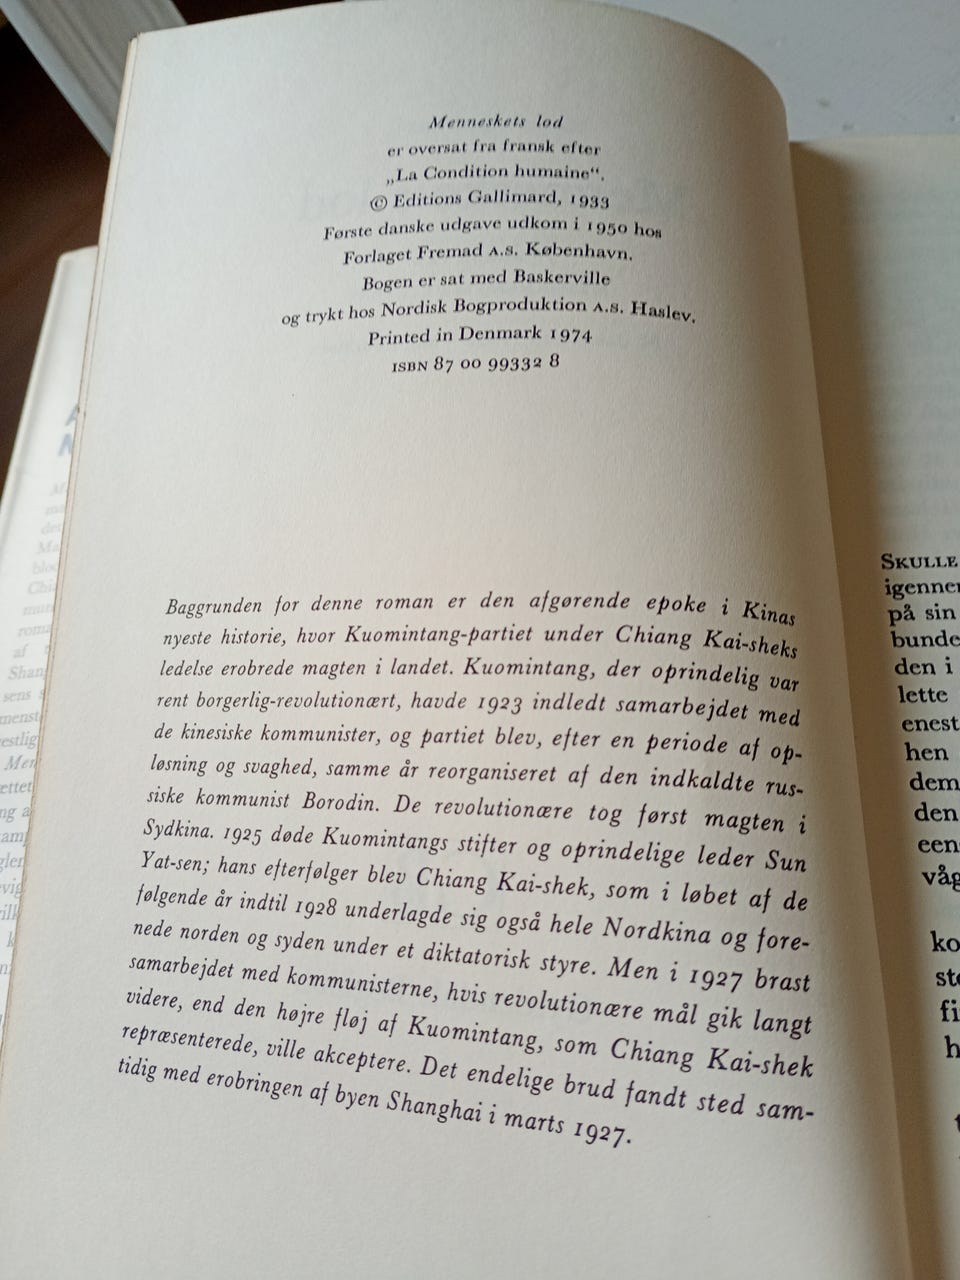 Menneskets lod
er oversat fra fransk efter
„La Condition humaine“.
© Editions Gallimard, 1933
Første danske udgave udkom i 1950 hos
Forlaget Fremad A.S. København.
Bogen er sat med Baskerville
og trykt hos Nordisk Bogproduktion A.S. Haslev.
Printed in Denmark 1974
ISBN 87 00 99332 8
Baggrunden for denne roman er den afgørende epoke i Kinas
nyeste historie, hvor Kuomintang-partiet under Chiang Kai-sheks
ledelse erobrede magten i landet. Kuomintang, der oprindelig var
rent borgerlig-revolutionært, havde 1923 indledt samarbejdet med
de kinesiske kommunister, og partiet blev, efter en periode af op-
løsning og svaghed, samme år reorganiseret af den indkaldte rus-
siske kommunist Borodin. De revolutionære tog først magten i
Sydkina. 1925 døde Kuomintangs stifter og oprindelige leder Sun
Yat-sen; hans efterfølger blev Chiang Kai-shek, som i løbet af de
følgende år indtil 1928 underlagde sig også hele Nordkina og fore-
nede norden og syden under et diktatorisk styre. Men i 1927 brast
samarbejdet med kommunisterne, hvis revolutionære mål gik langt
videre, end den højre fløj af Kuomintang, som Chiang Kai-shek
repræsenterede, ville akceptere. Det endelige brud fandt sted sam-
tidig med erobringen af byen Shanghai i marts 1927.
SKULLE
på sin
den i
lette
hen